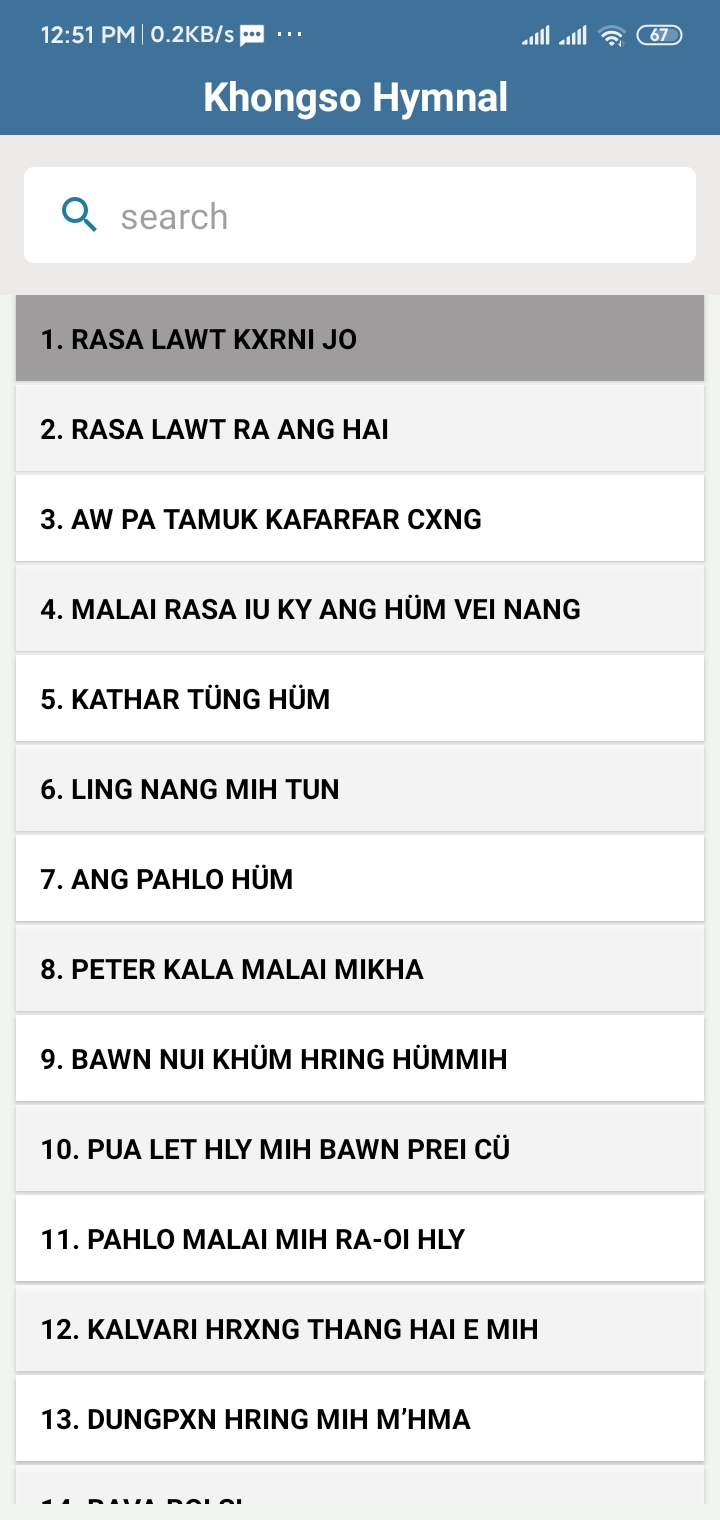 12:51 PM | 0.2KB/s ... 67
Khongso Hymnal
search
1. RASA LAWT KXRNI JO
2. RASA LAWT RA ANG HAI
3. AW PA TAMUK KAFARFAR CXNG
4. MALAI RASA IU KY ANG HÜM VEI NANG
5. KATHAR TÜNG HÜM
6. LING NANG MIH TUN
7. ANG PAHLO HÜM
8. PETER KALA MALAI MIKHA
9. BAWN NUI KHÜM HRING HÜMMIH
10. PUA LET HLY MIH BAWN PREI CÜ
11. PAHLO MALAI MIH RA-OI HLY
12. KALVARI HRXNG THANG HAI E MIH
13. DUNGPXN HRING MIH M’HMA
14.